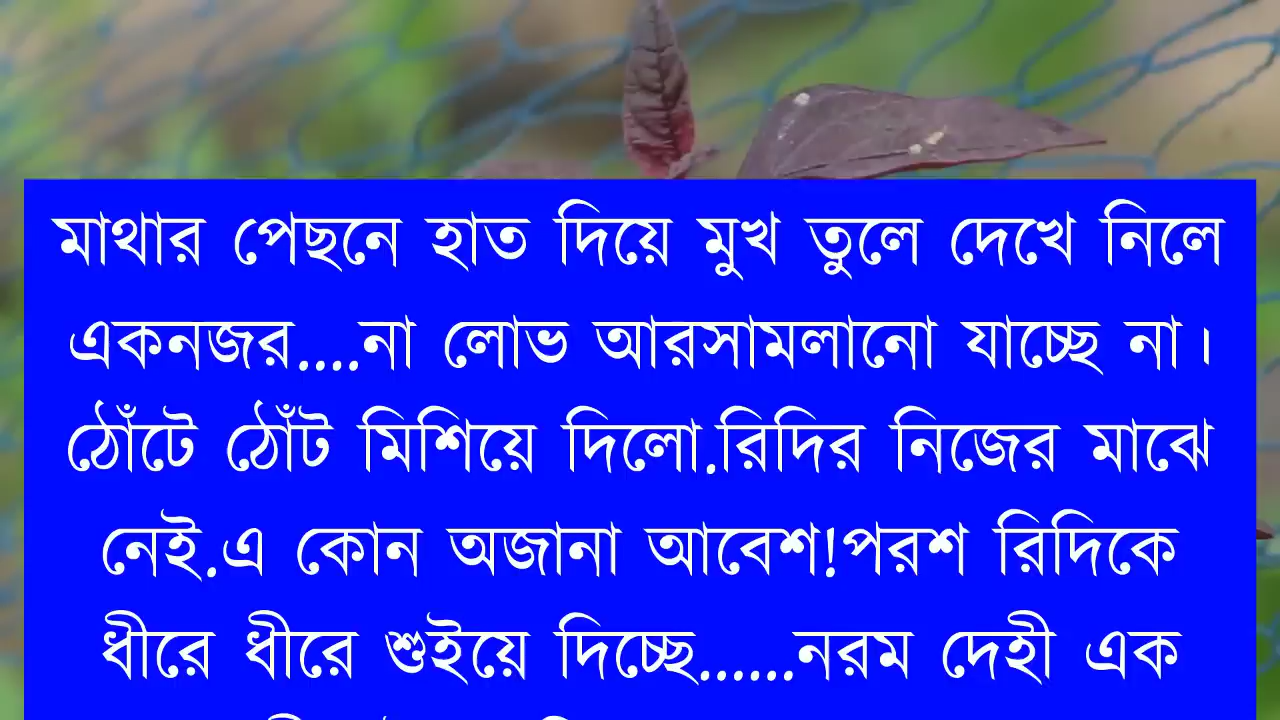 মাথার পেছনে হাত দিয়ে মুখ তুলে দেখে নিলে
একনজর....না লোভ আরসামলানো যাচ্ছে না।
ঠোঁটে ঠোঁট মিশিয়ে দিলো.রিদির নিজের মাঝে
নেই.এ কোন অজানা আবেশ!পরশ রিদিকে
ধীরে ধীরে শুইয়ে দিচ্ছে......নরম দেহী এক